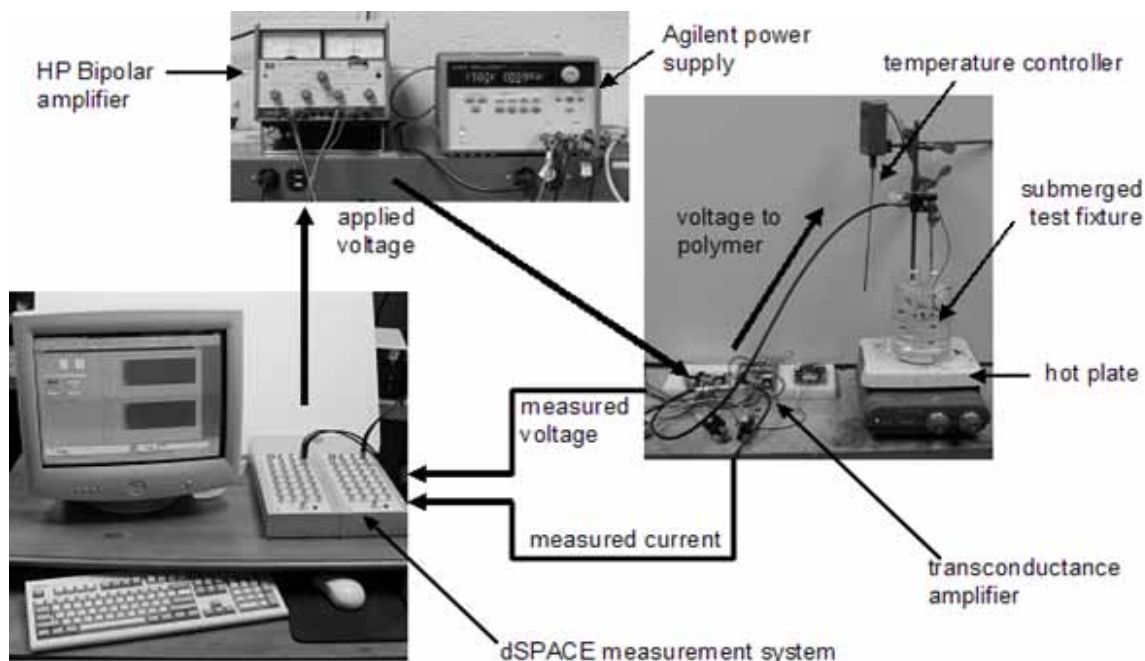 HP Bipolar
amplifier
Agilent power
supply
temperature controller
submerged
test fixture
applied
voltage
voltage to
polymer
hot plate
measured
voltage
measured current
transconductance
amplifier
dSPACE measurement system